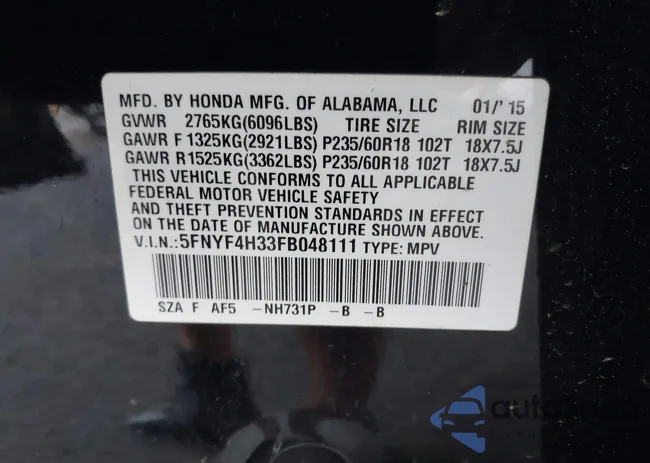 MFD. BY HONDA MFG. OF ALABAMA, LLC 01/'15
GVWR 2765KG(6096LBS) TIRE SIZE RIM SIZE
GAWR F 1325KG(2921LBS) P235/60R18 102T 18X7.5J
GAWR R1525KG(3362LBS) P235/60R18 102T 18X7.5J
THIS VEHICLE CONFORMS TO ALL APPLICABLE
FEDERAL MOTOR VEHICLE SAFETY
AND THEFT PREVENTION STANDARDS IN EFFECT
ON THE DATE OF MANUFACTURE SHOWN ABOVE.
V.I.N.:5FNYF4H33FB048111 TYPE: MPV
SZA F AF5 -NH731P -B -B